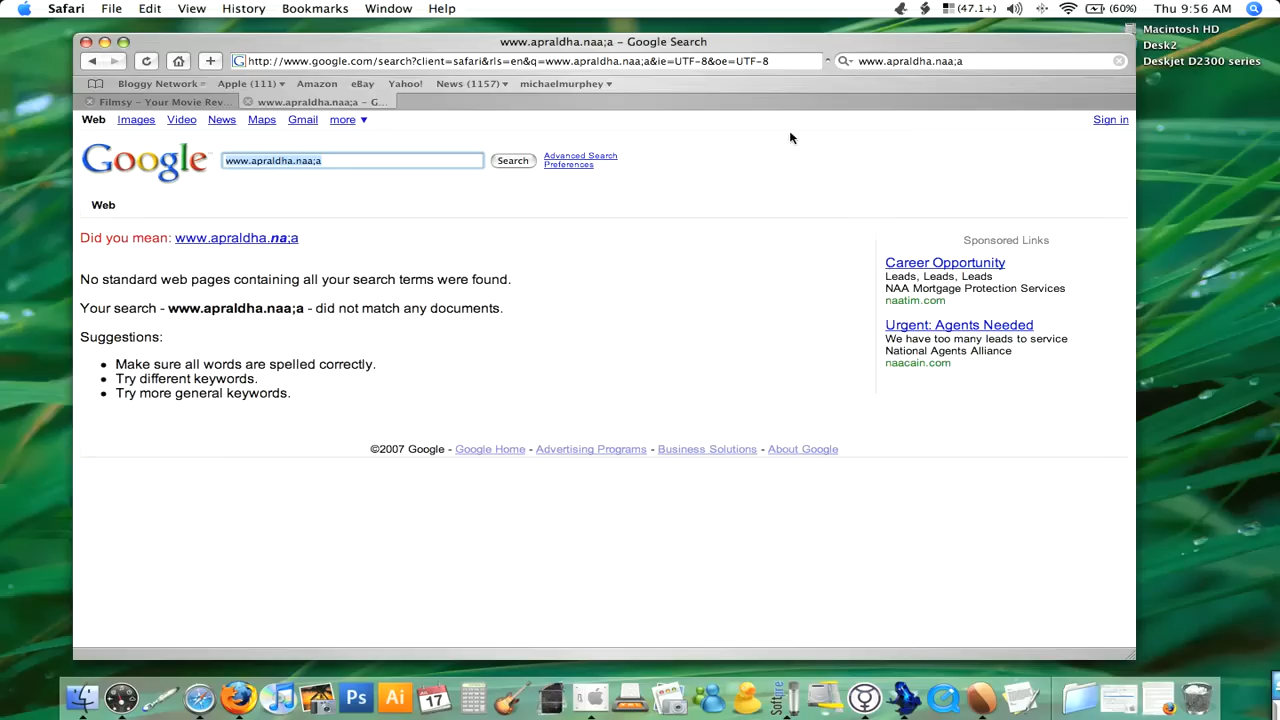 Safari File Edit View History Bookmarks Window Help (47.1+) (60%) Thu 9:56 AM
Macintosh HD
Desk2
Deskjet D2300 series
www.apraldha.naa;a – Google Search
http://www.google.com/search?client=safari&rls=en&q=www.apraldha.naa;a&ie=UTF-8&oe=UTF-8 www.apraldha.naa;a
Bloggy Network Apple (111) Amazon eBay Yahoo! News (1157) michaelmurphey
Filmsy – Your Movie Rev... www.apraldha.naa;a – G...
Web Images Video News Maps Gmail more Sign in
Google www.apraldha.naa;a Search Advanced Search
Preferences
Web
Did you mean: www.apraldha.na;a
No standard web pages containing all your search terms were found.
Your search - www.apraldha.naa;a - did not match any documents.
Suggestions:
Make sure all words are spelled correctly.
Try different keywords.
Try more general keywords.
Sponsored Links
Career Opportunity
Leads, Leads, Leads
NAA Mortgage Protection Services
naatim.com
Urgent: Agents Needed
We have too many leads to service
National Agents Alliance
naacain.com
©2007 Google - Google Home - Advertising Programs - Business Solutions - About Google
Ps Ai 17